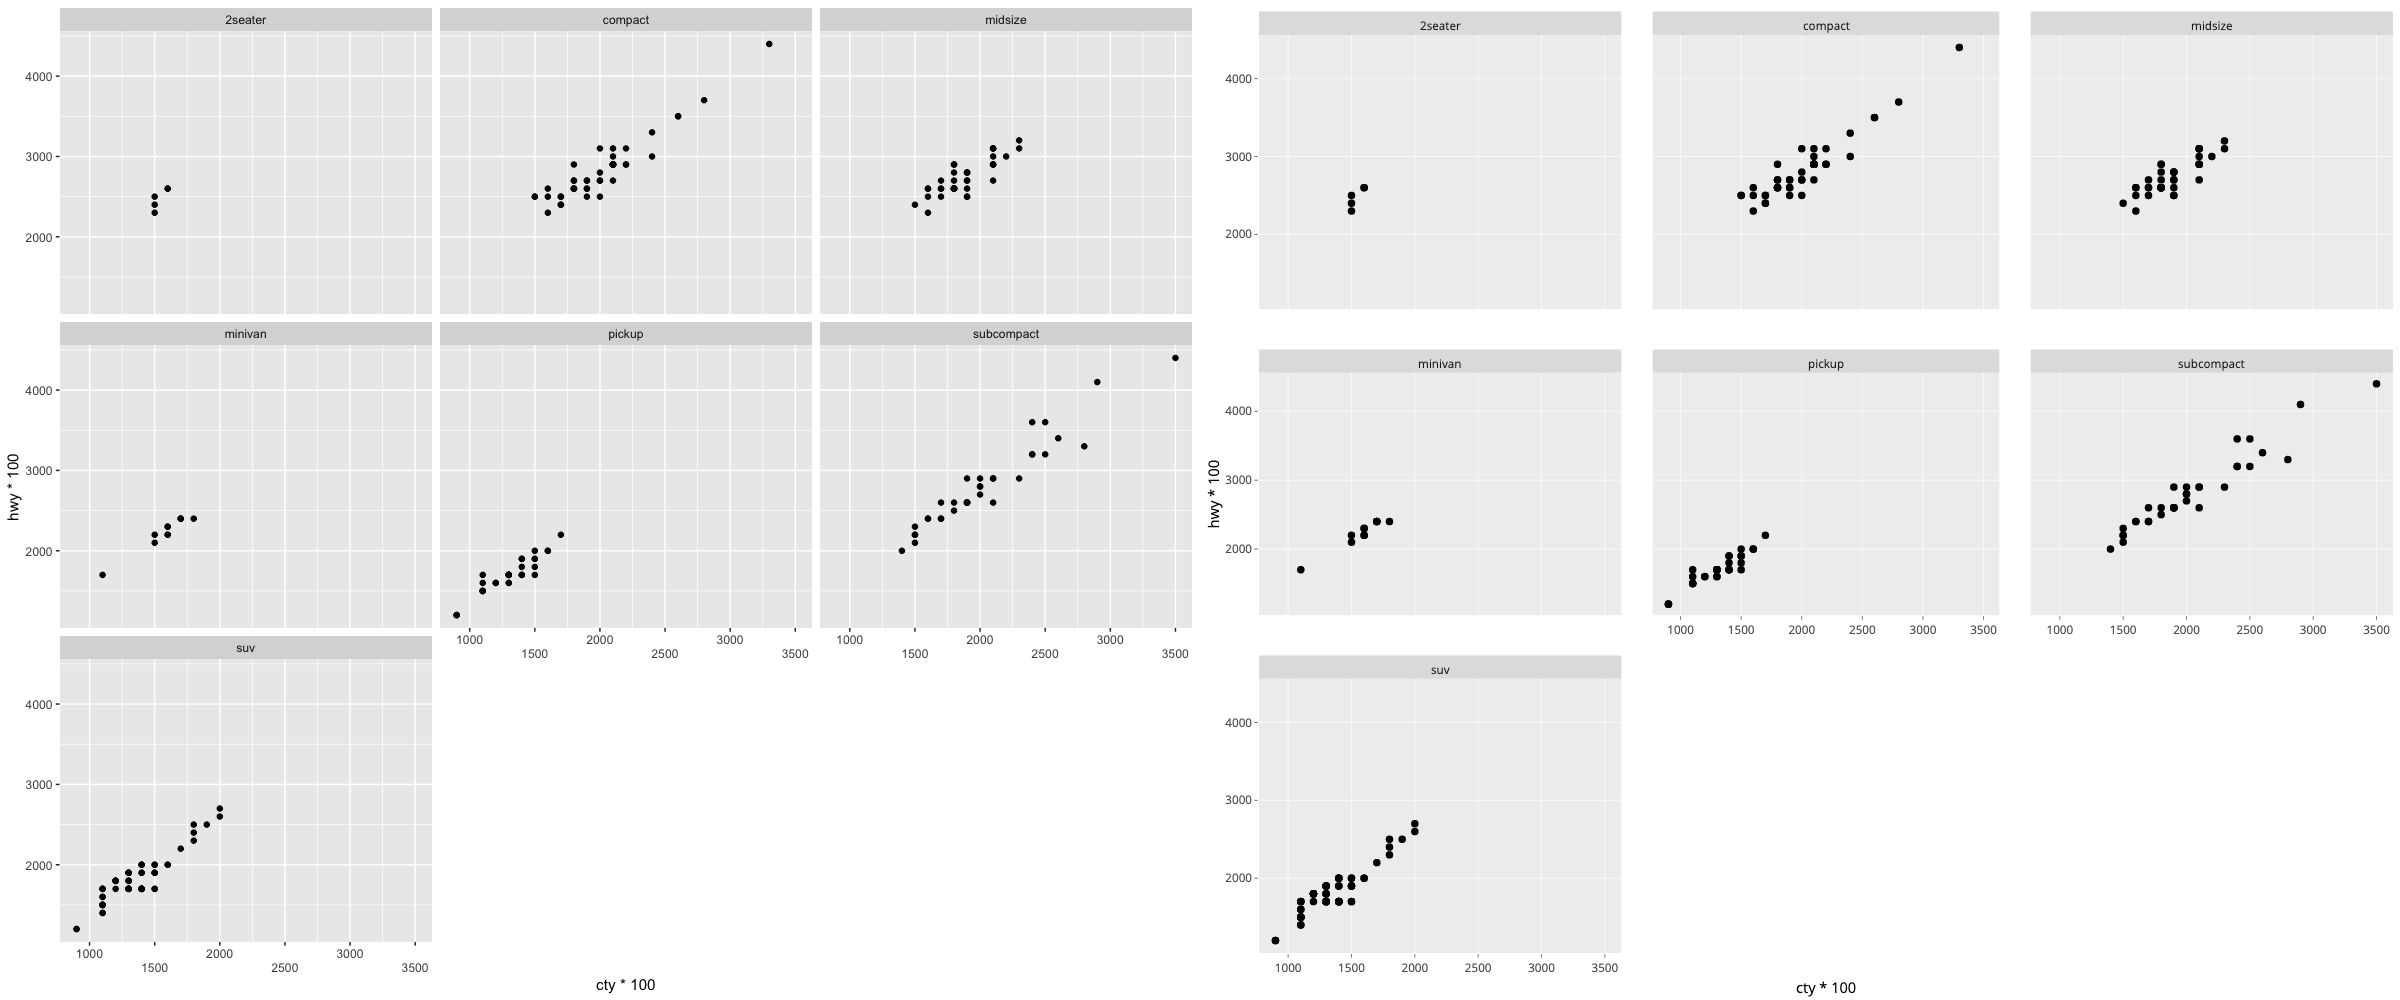 2seater compact midsize
4000
3000
2000
minivan pickup subcompact
4000
3000
2000
1000 2000 3000 1000 2000 3000
1500 2500 3500 1500 2500 3500
suv
4000
3000
2000
1000 2000 3000
1500 2500 3500
hwy * 100
cty * 100
2seater compact midsize
4000
3000
2000
minivan pickup subcompact
4000
3000
2000
1000 1500 2000 2500 3000 3500 1000 1500 2000 2500 3000 3500
suv
4000
3000
2000
1000 1500 2000 2500 3000 3500
hwy * 100
cty * 100